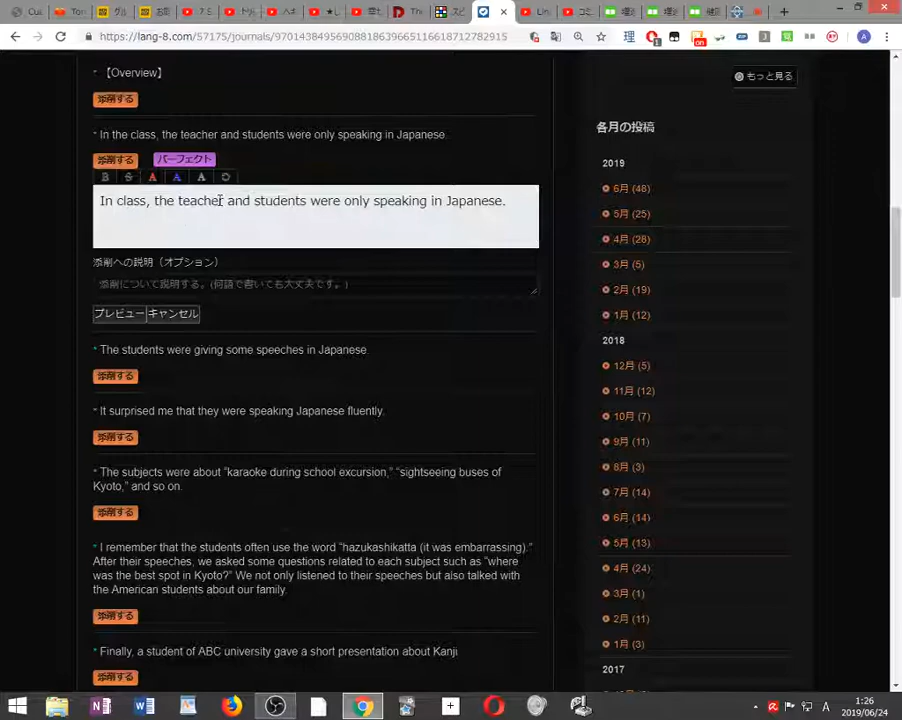 https://lang-8.com/57175/journals/97014384956908818639665116618712782915
・【Overview】
添削する
・In the class, the teacher and students were only speaking in Japanese.
添削する パーフェクト
B S A A A
In class, the teacher and students were only speaking in Japanese.
添削への説明（オプション）
添削について説明する。(何語で書いても大丈夫です。)
プレビュー キャンセル
・The students were giving some speeches in Japanese.
添削する
・It surprised me that they were speaking Japanese fluently.
添削する
・The subjects were about “karaoke during school excursion,” “sightseeing buses of
Kyoto,” and so on.
添削する
・I remember that the students often use the word “hazukashikatta (it was embarrassing).”
After their speeches, we asked some questions related to each subject such as “where
was the best spot in Kyoto?” We not only listened to their speeches but also talked with
the American students about our family.
添削する
・Finally, a student of ABC university gave a short presentation about Kanji
添削する
もっと見る
各月の投稿
2019
6月 (48)
5月 (25)
4月 (28)
3月 (5)
2月 (19)
1月 (12)
2018
12月 (5)
11月 (12)
10月 (7)
9月 (11)
8月 (3)
7月 (14)
6月 (14)
5月 (13)
4月 (24)
3月 (1)
2月 (11)
1月 (3)
2017
A
1:26
2019/06/24